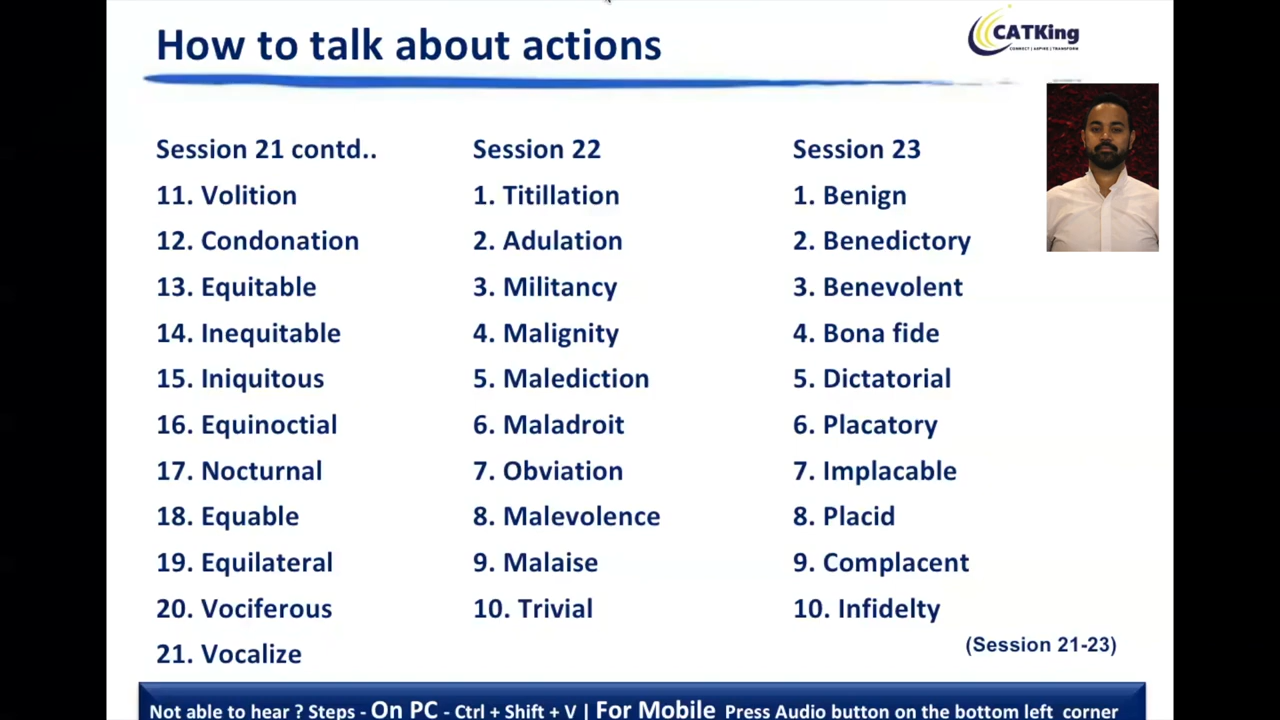 How to talk about actions
CATKing
CONNECT | ASPIRE | TRANSFORM
Session 21 contd..
11. Volition
12. Condonation
13. Equitable
14. Inequitable
15. Iniquitous
16. Equinoctial
17. Nocturnal
18. Equable
19. Equilateral
20. Vociferous
21. Vocalize
Session 22
1. Titillation
2. Adulation
3. Militancy
4. Malignity
5. Malediction
6. Maladroit
7. Obviation
8. Malevolence
9. Malaise
10. Trivial
Session 23
1. Benign
2. Benedictory
3. Benevolent
4. Bona fide
5. Dictatorial
6. Placatory
7. Implacable
8. Placid
9. Complacent
10. Infidelty
(Session 21-23)
Not able to hear ? Steps - On PC - Ctrl + Shift + V | For Mobile Press Audio button on the bottom left corner